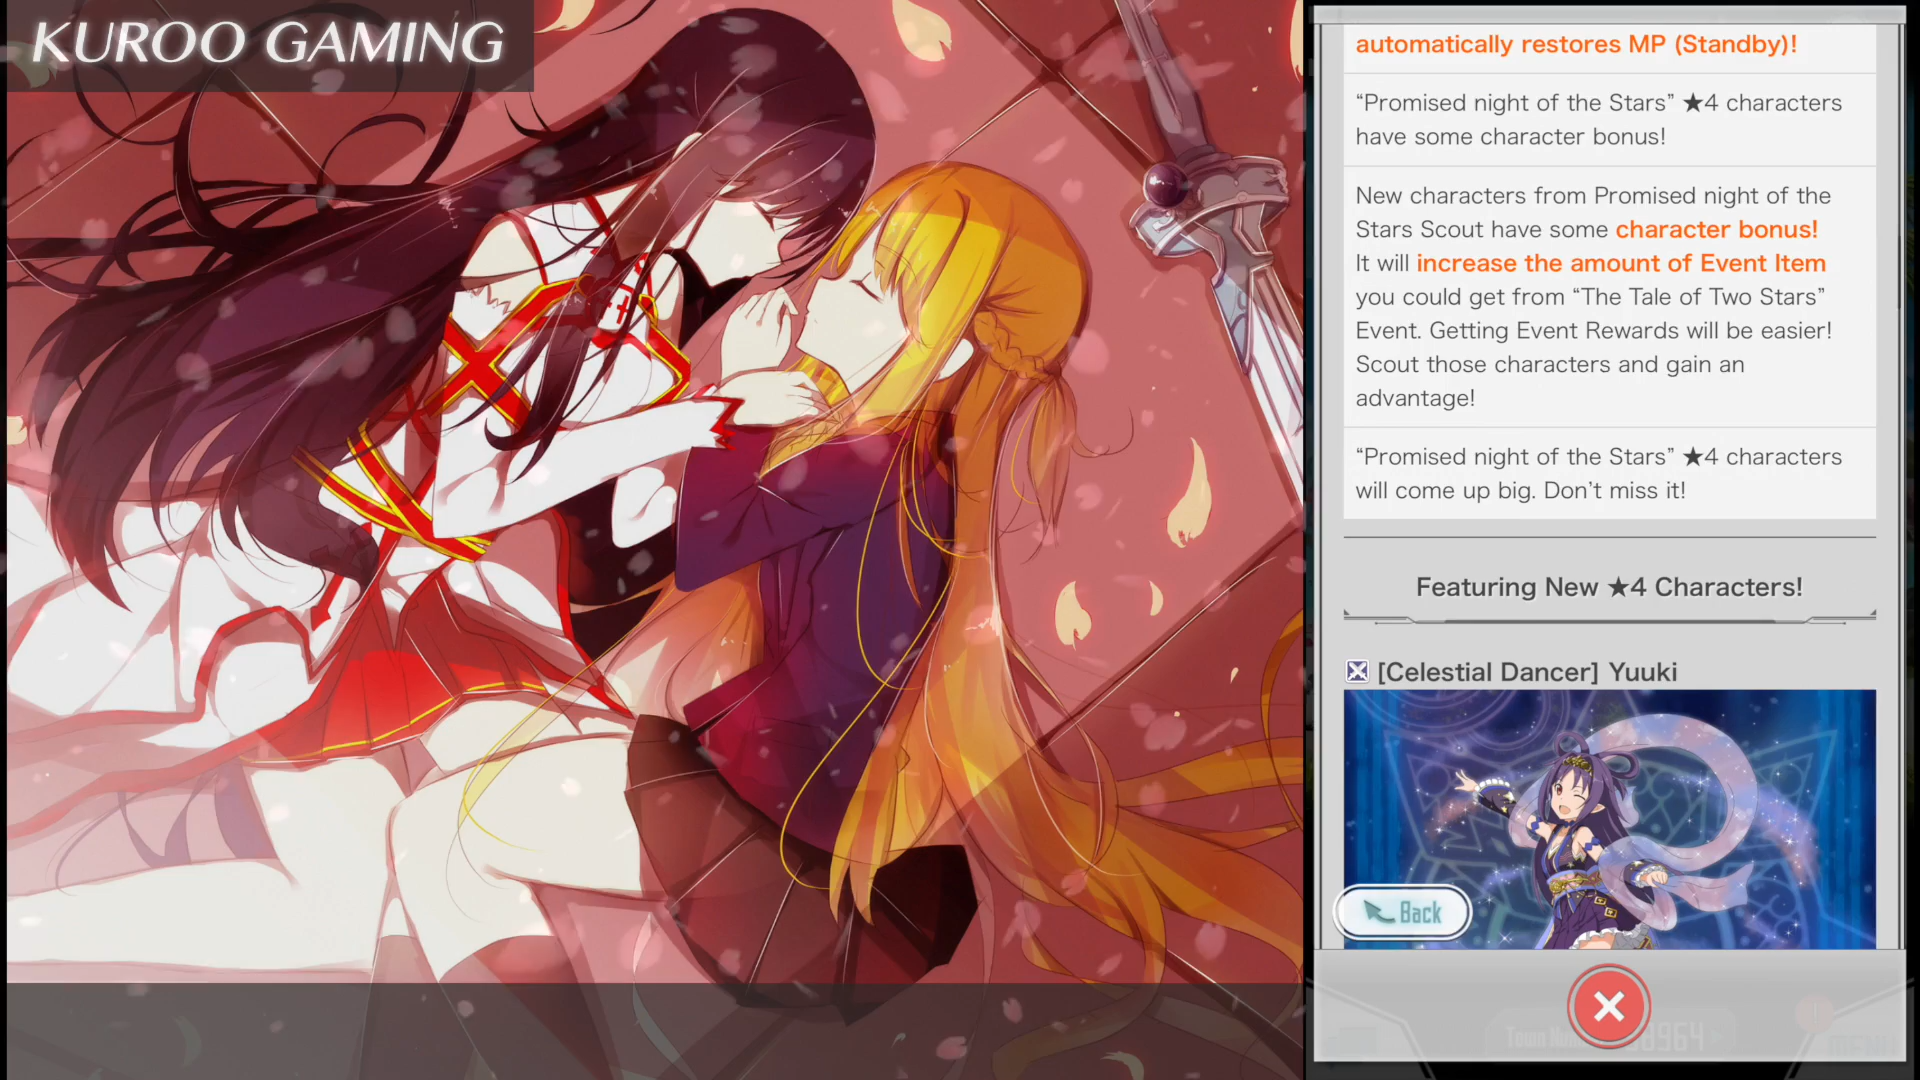 KUROO GAMING
automatically restores MP (Standby)!
“Promised night of the Stars” ★4 characters
have some character bonus!
New characters from Promised night of the
Stars Scout have some character bonus!
It will increase the amount of Event Item
you could get from “The Tale of Two Stars”
Event. Getting Event Rewards will be easier!
Scout those characters and gain an
advantage!
“Promised night of the Stars” ★4 characters
will come up big. Don’t miss it!
Featuring New ★4 Characters!
[Celestial Dancer] Yuuki
Back